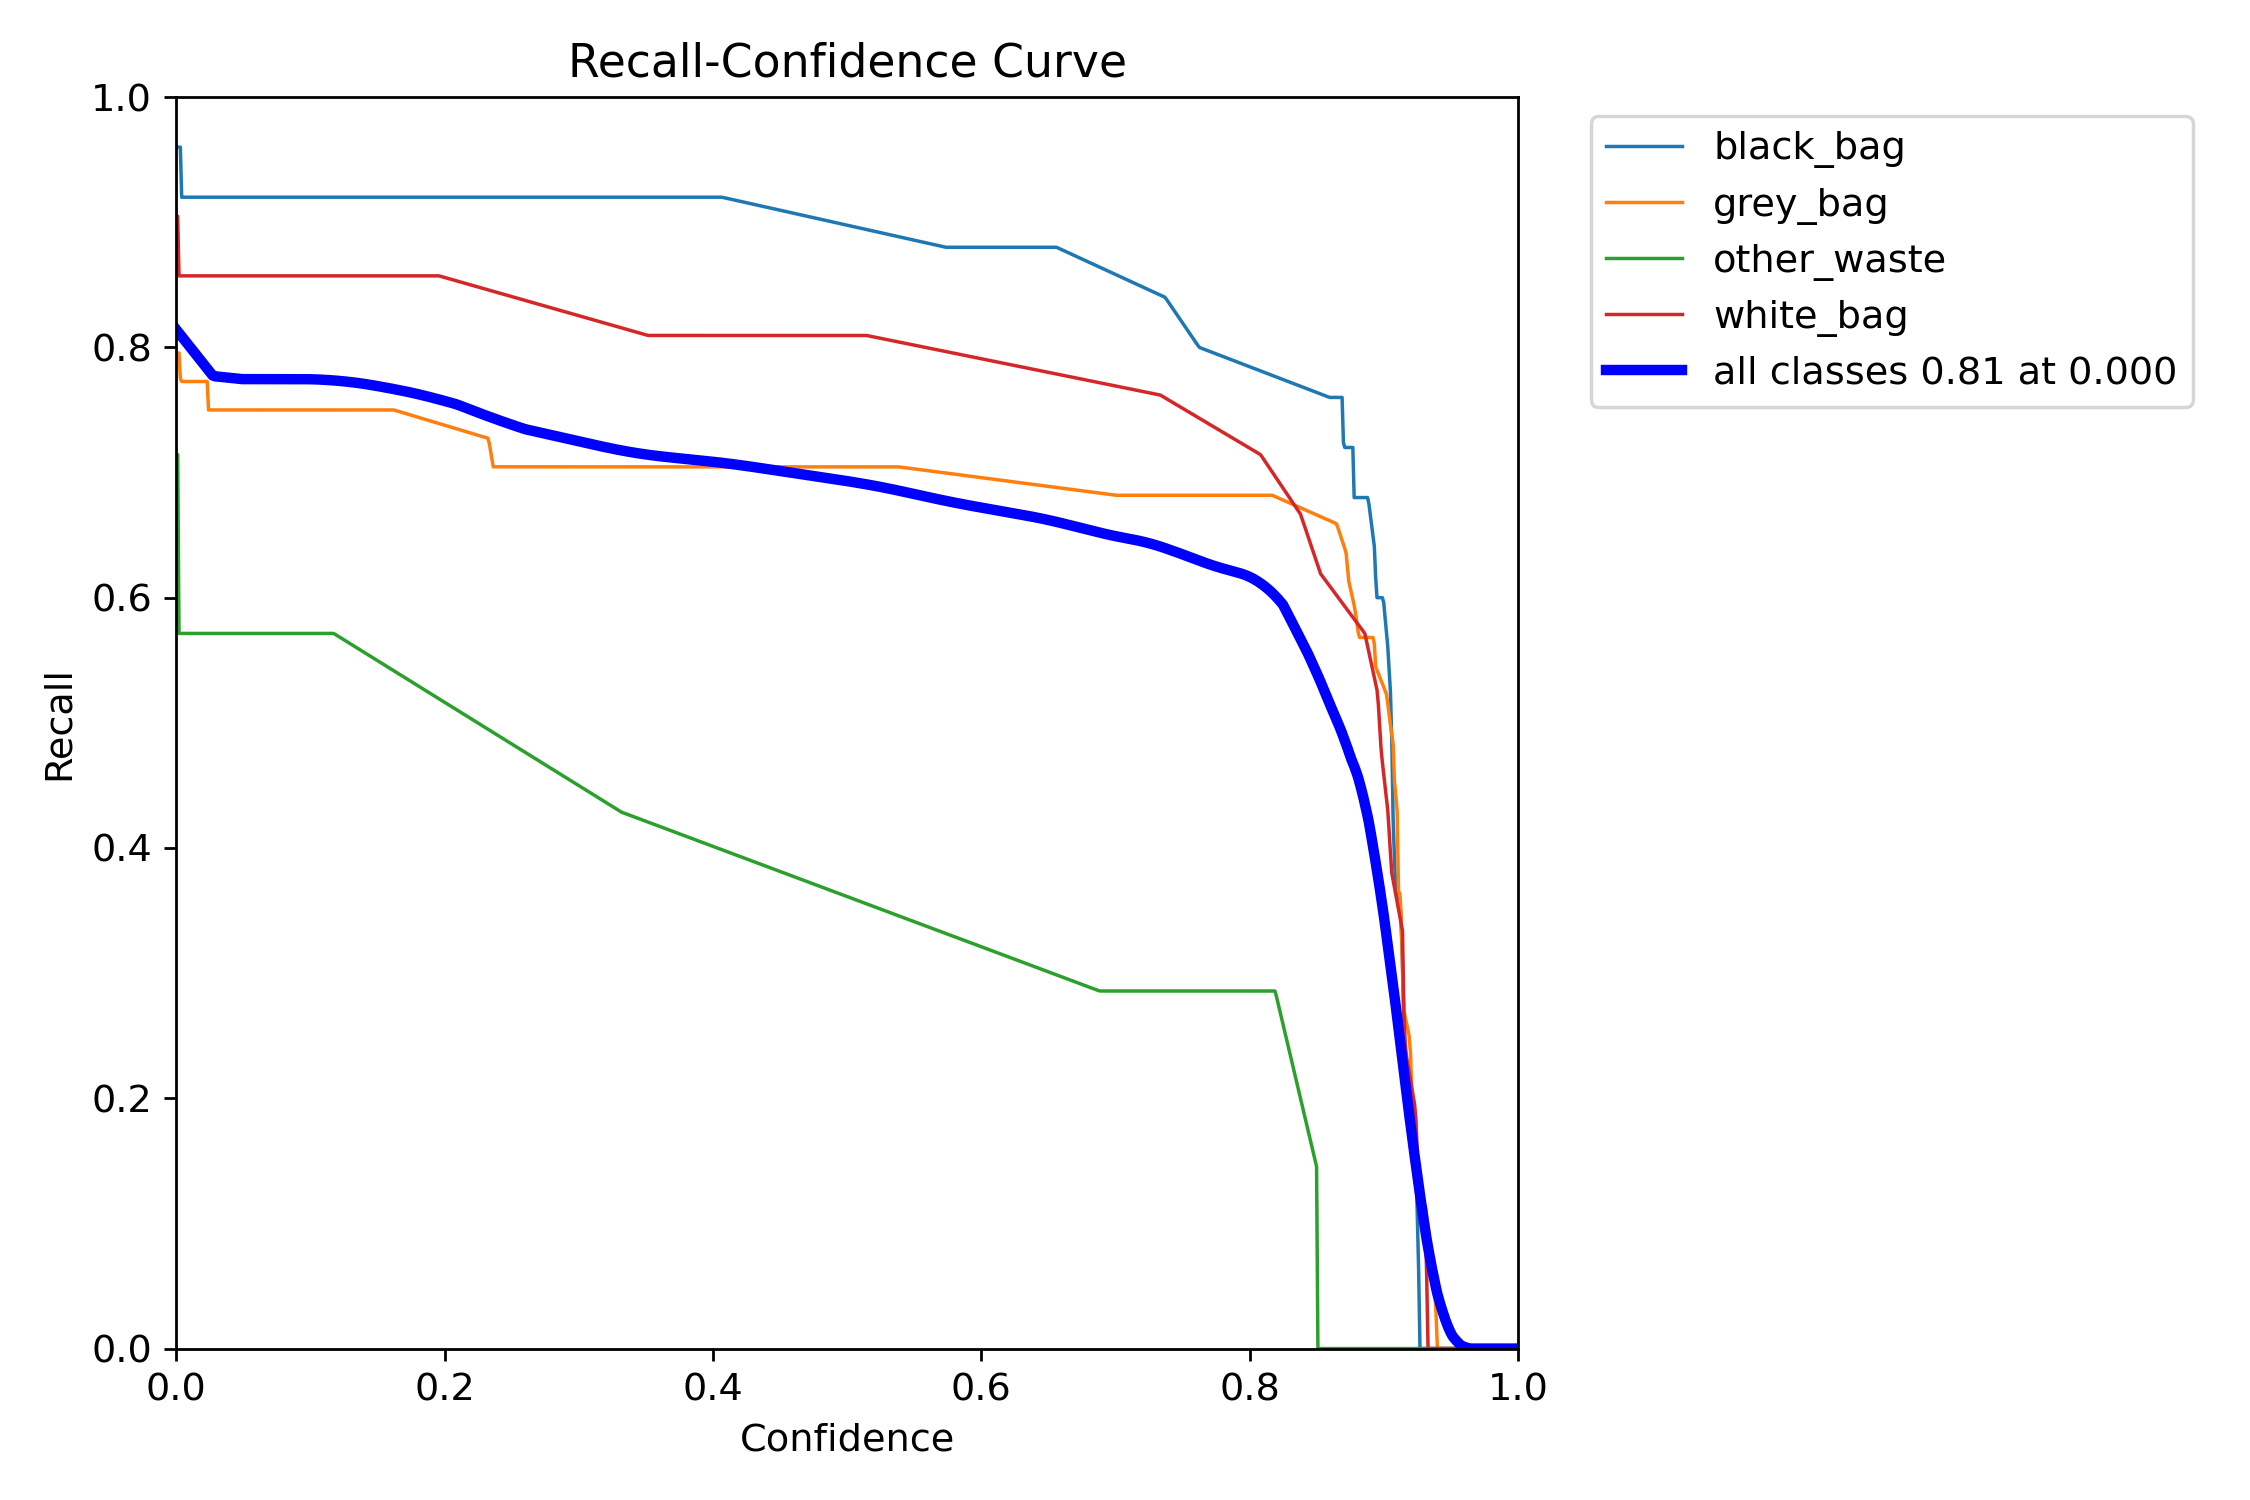 Recall-Confidence Curve
1.0
0.8
0.6
0.4
0.2
0.0
Recall
0.0 0.2 0.4 0.6 0.8 1.0
Confidence
black_bag
grey_bag
other_waste
white_bag
all classes 0.81 at 0.000